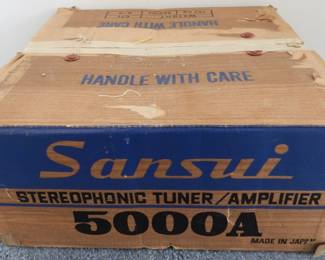 HANDLE
WITH CARE
HANDLE WITH CARE
Sansui
STEREOPHONIC TUNER/AMPLIFIER
5000A
MADE IN JAPAN